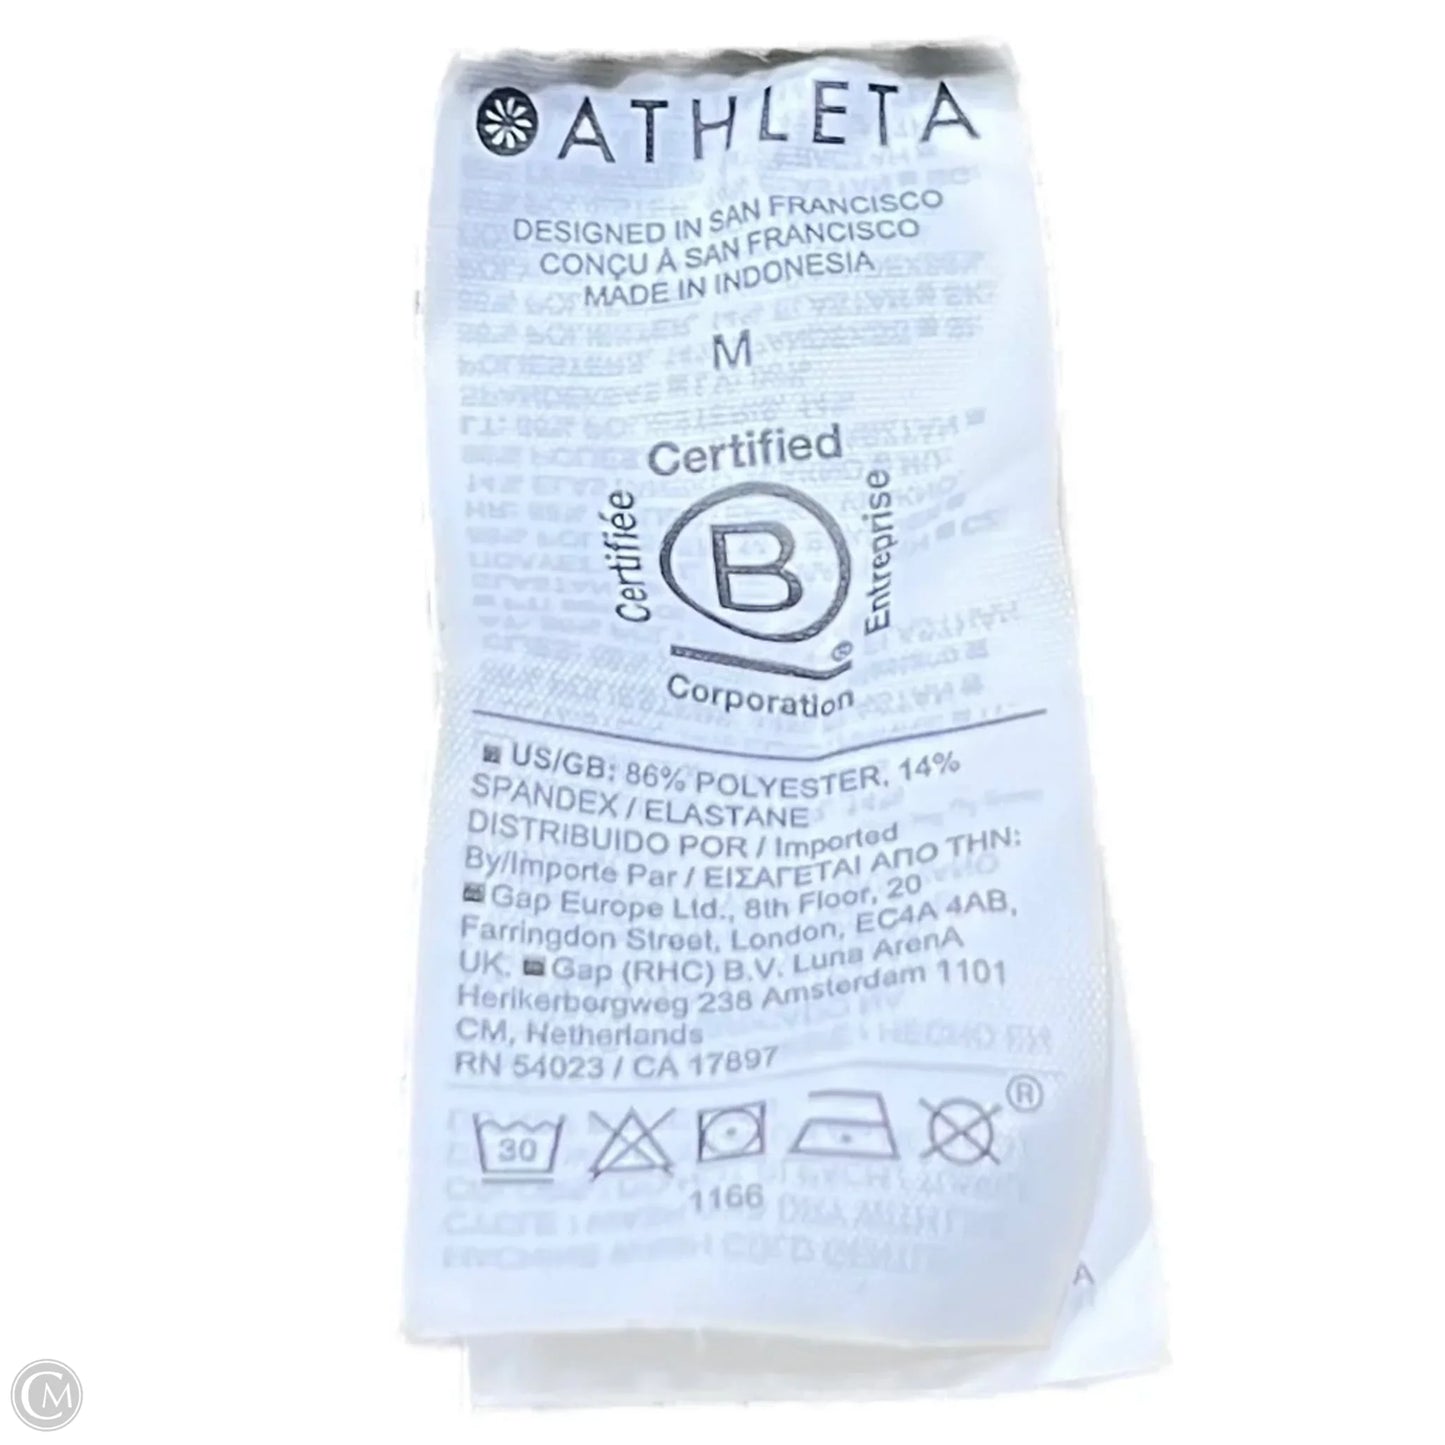 ATHLETA
DESIGNED IN SAN FRANCISCO
CONÇU À SAN FRANCISCO
MADE IN INDONESIA
M
Certified
Certifiée
B
Entreprise
®
Corporation
US/GB: 86% POLYESTER, 14%
SPANDEX / ELASTANE
DISTRIBUIDO POR / Imported
By/Importe Par / ΕΙΣΑΓΕΤΑΙ ΑΠΟ ΤΗΝ:
Gap Europe Ltd., 8th Floor, 20
Farringdon Street, London, EC4A 4AB,
UK. Gap (RHC) B.V. Luna ArenA
Herikerbergweg 238 Amsterdam 1101
CM, Netherlands
RN 54023 / CA 17897
30
®
1166
A
CM